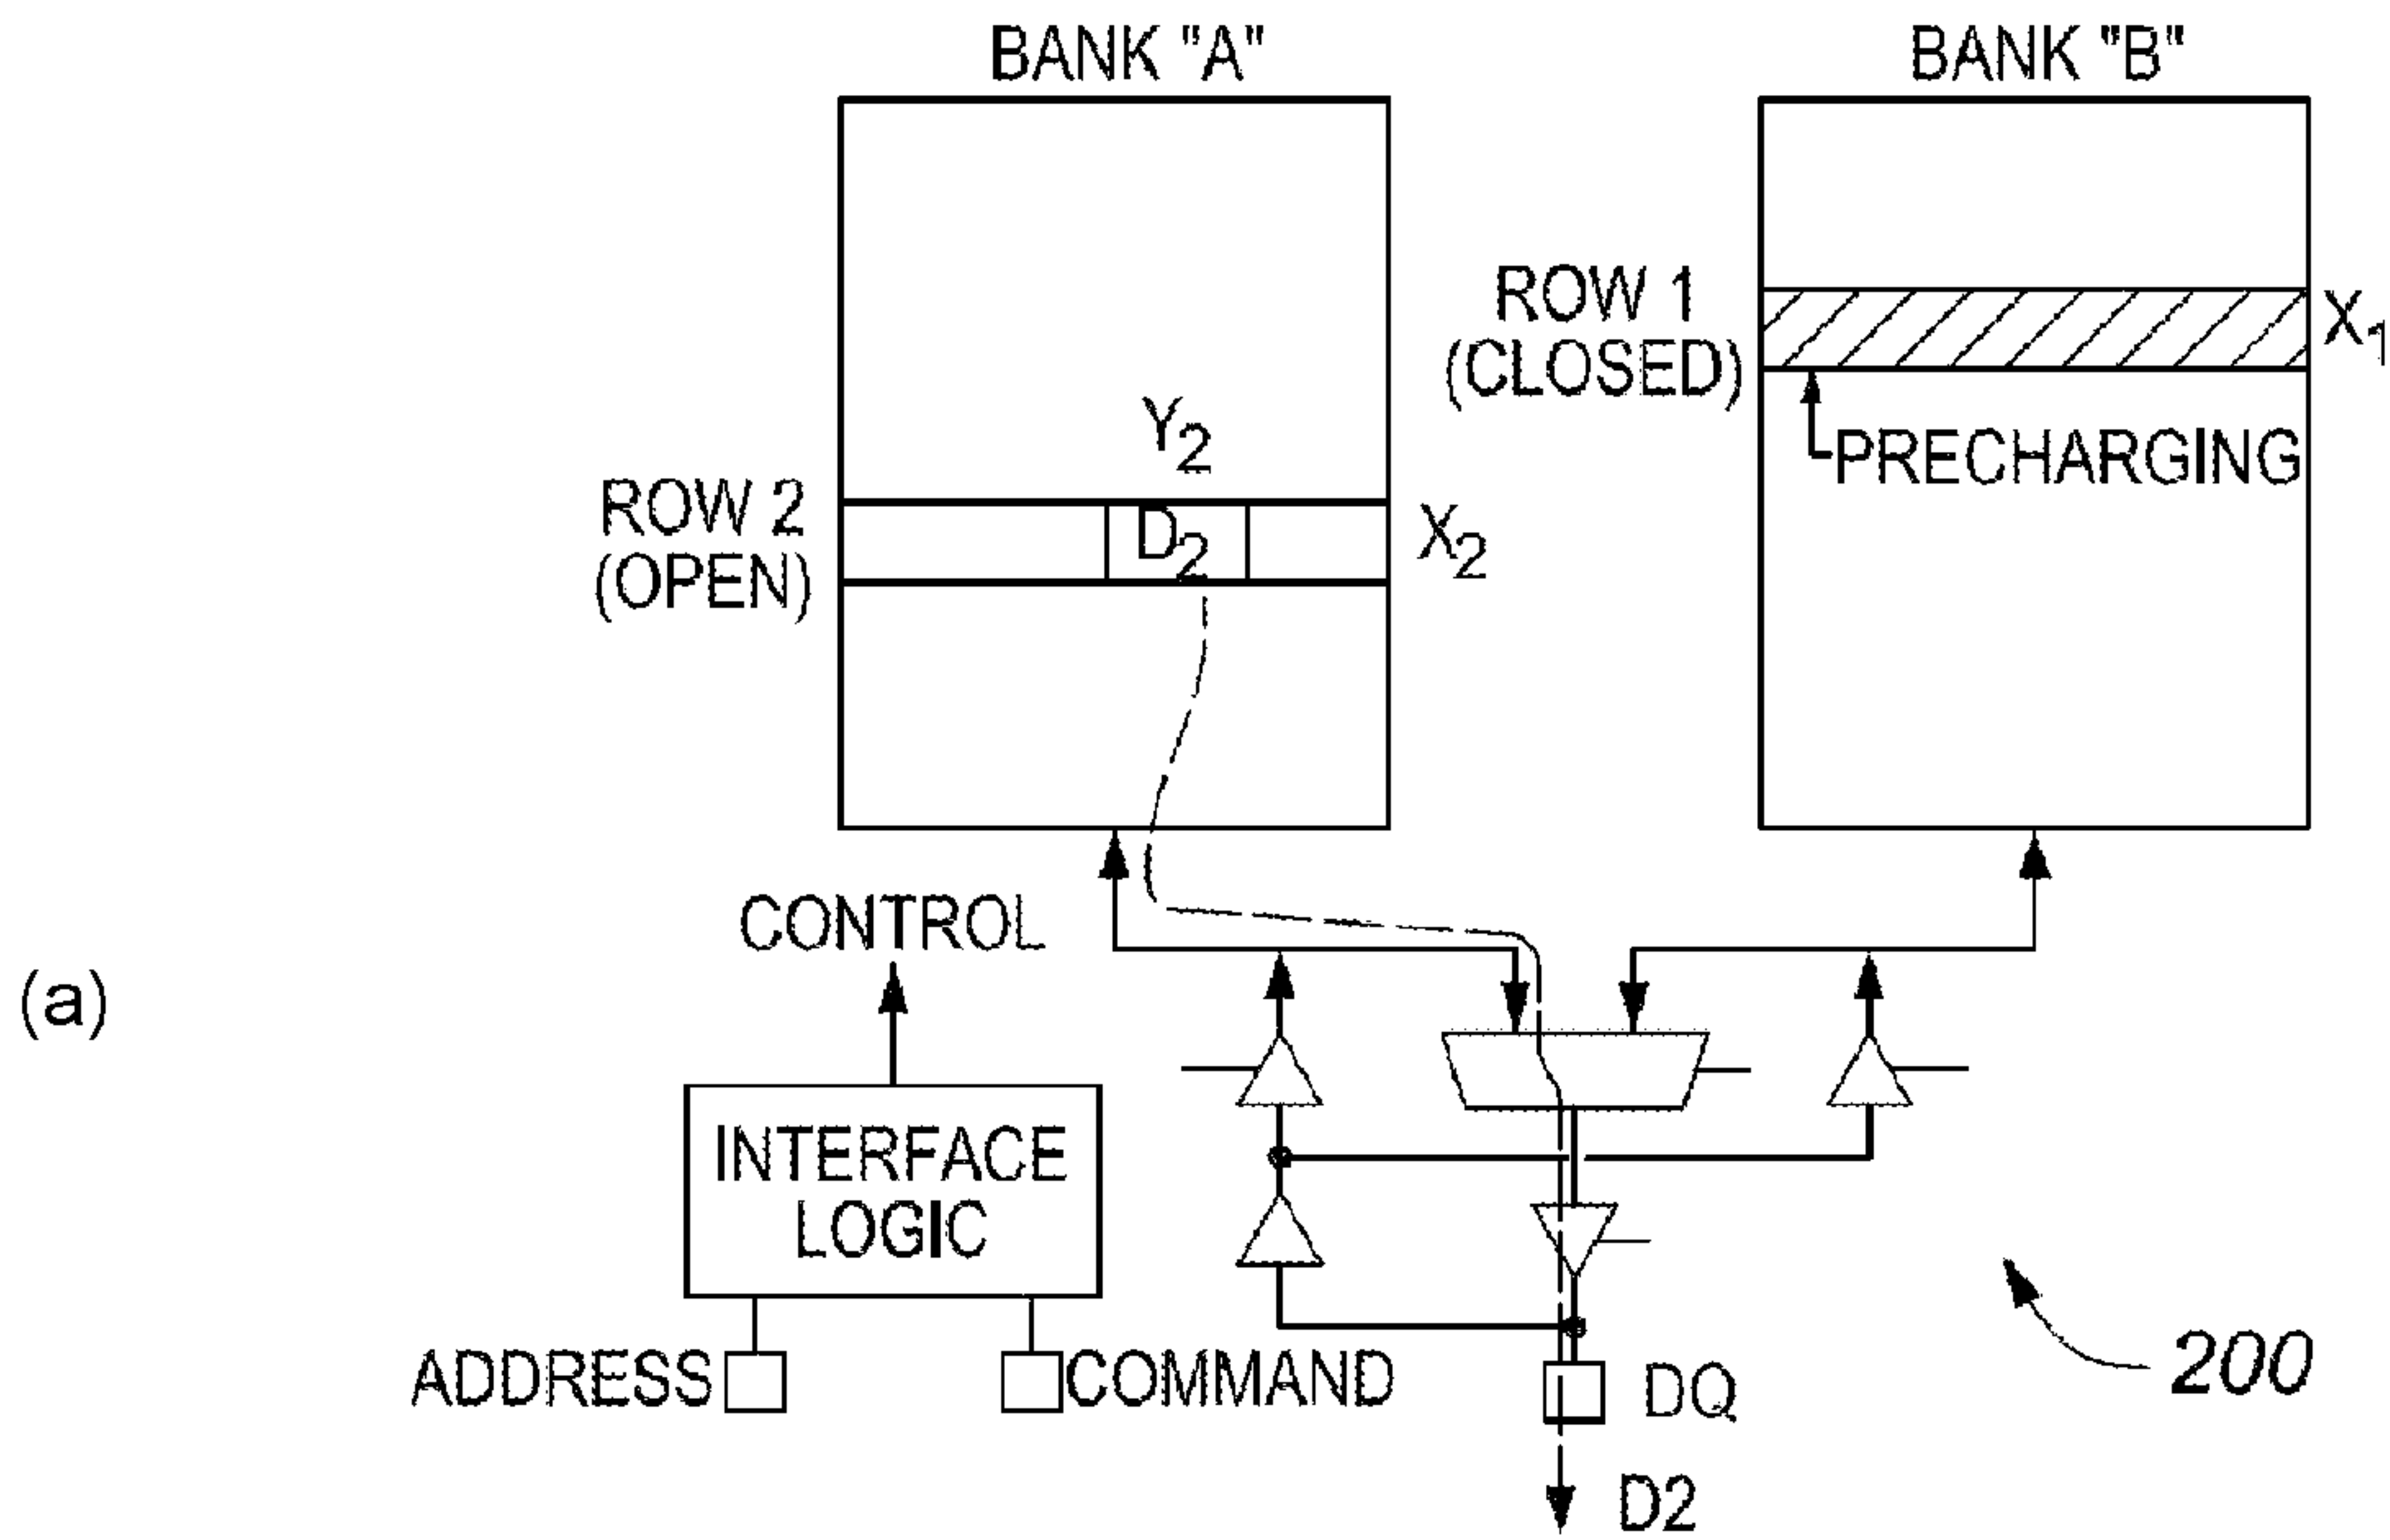 BANK "A"
BANK "B"
ROW 1
(CLOSED)
X₁
PRECHARGING
Y₂
ROW 2
(OPEN)
D₂
X₂
CONTROL
(a)
INTERFACE
LOGIC
ADDRESS
COMMAND
DQ
200
D2